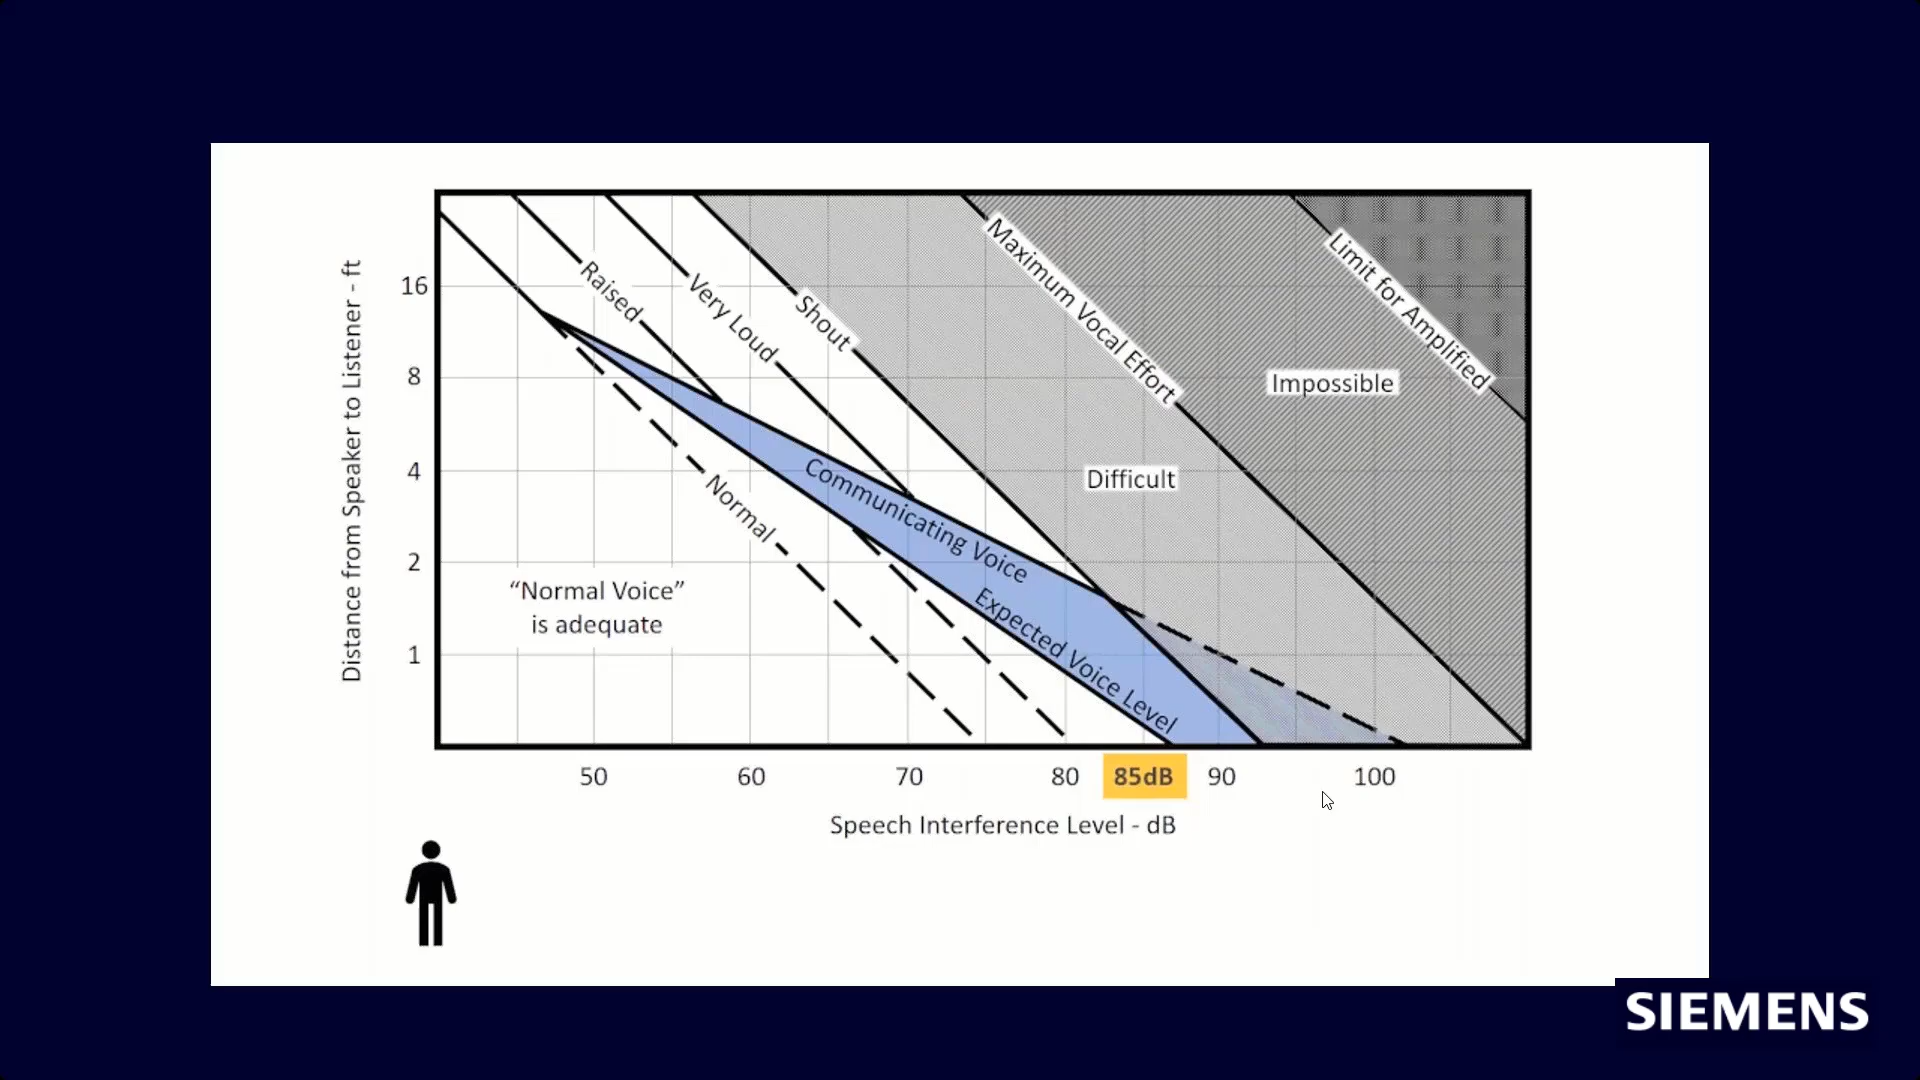 Distance from Speaker to Listener - ft
16
8
4
2
1
Raised
Very Loud
Shout
Maximum Vocal Effort
Limit for Amplified
Impossible
Difficult
Communicating Voice
Expected Voice Level
Normal
“Normal Voice”
is adequate
50 60 70 80 85dB 90 100
Speech Interference Level - dB
SIEMENS